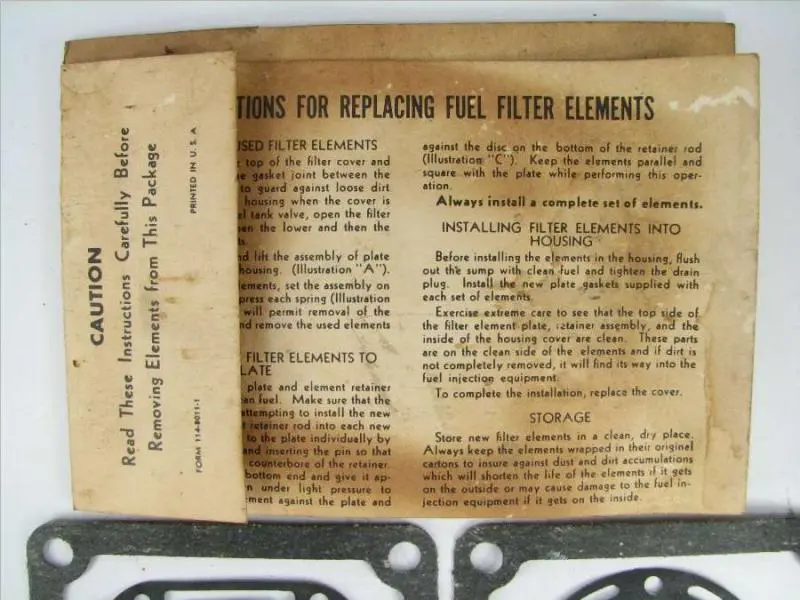 CAUTION
Read These Instructions Carefully Before
Removing Elements from This Package
PRINTED IN U.S.A
FORM 114-8011-1
TIONS FOR REPLACING FUEL FILTER ELEMENTS
USED FILTER ELEMENTS
top of the filter cover and
gasket joint between the
to guard against loose dirt
housing when the cover is
tank valve, open the filter
the lower and then the
lift the assembly of plate
housing. (Illustration "A").
set the assembly on
press each spring (Illustration
will permit removal of the
and remove the used elements
FILTER ELEMENTS TO
LATE
plate and element retainer
fuel. Make sure that the
attempting to install the new
retainer rod into each new
to the plate individually by
and inserting the pin so that
counterbore of the retainer.
bottom end and give it ap-
under light pressure to
against the plate and
against the disc on the bottom of the retainer rod
(Illustration "C"). Keep the elements parallel and
square with the plate while performing this oper-
ation.
Always install a complete set of elements.
INSTALLING FILTER ELEMENTS INTO
HOUSING
Before installing the elements in the housing, flush
out the sump with clean fuel and tighten the drain
plug. Install the new plate gaskets supplied with
each set of elements.
Exercise extreme care to see that the top side of
the filter element plate, retainer assembly, and the
inside of the housing cover are clean. These parts
are on the clean side of the elements and if dirt is
not completely removed, it will find its way into the
fuel injection equipment.
To complete the installation, replace the cover.
STORAGE
Store new filter elements in a clean, dry place.
Always keep the elements wrapped in their original
cartons to insure against dust and dirt accumulations
which will shorten the life of the elements if it gets
on the outside or may cause damage to the fuel in-
jection equipment if it gets on the inside.